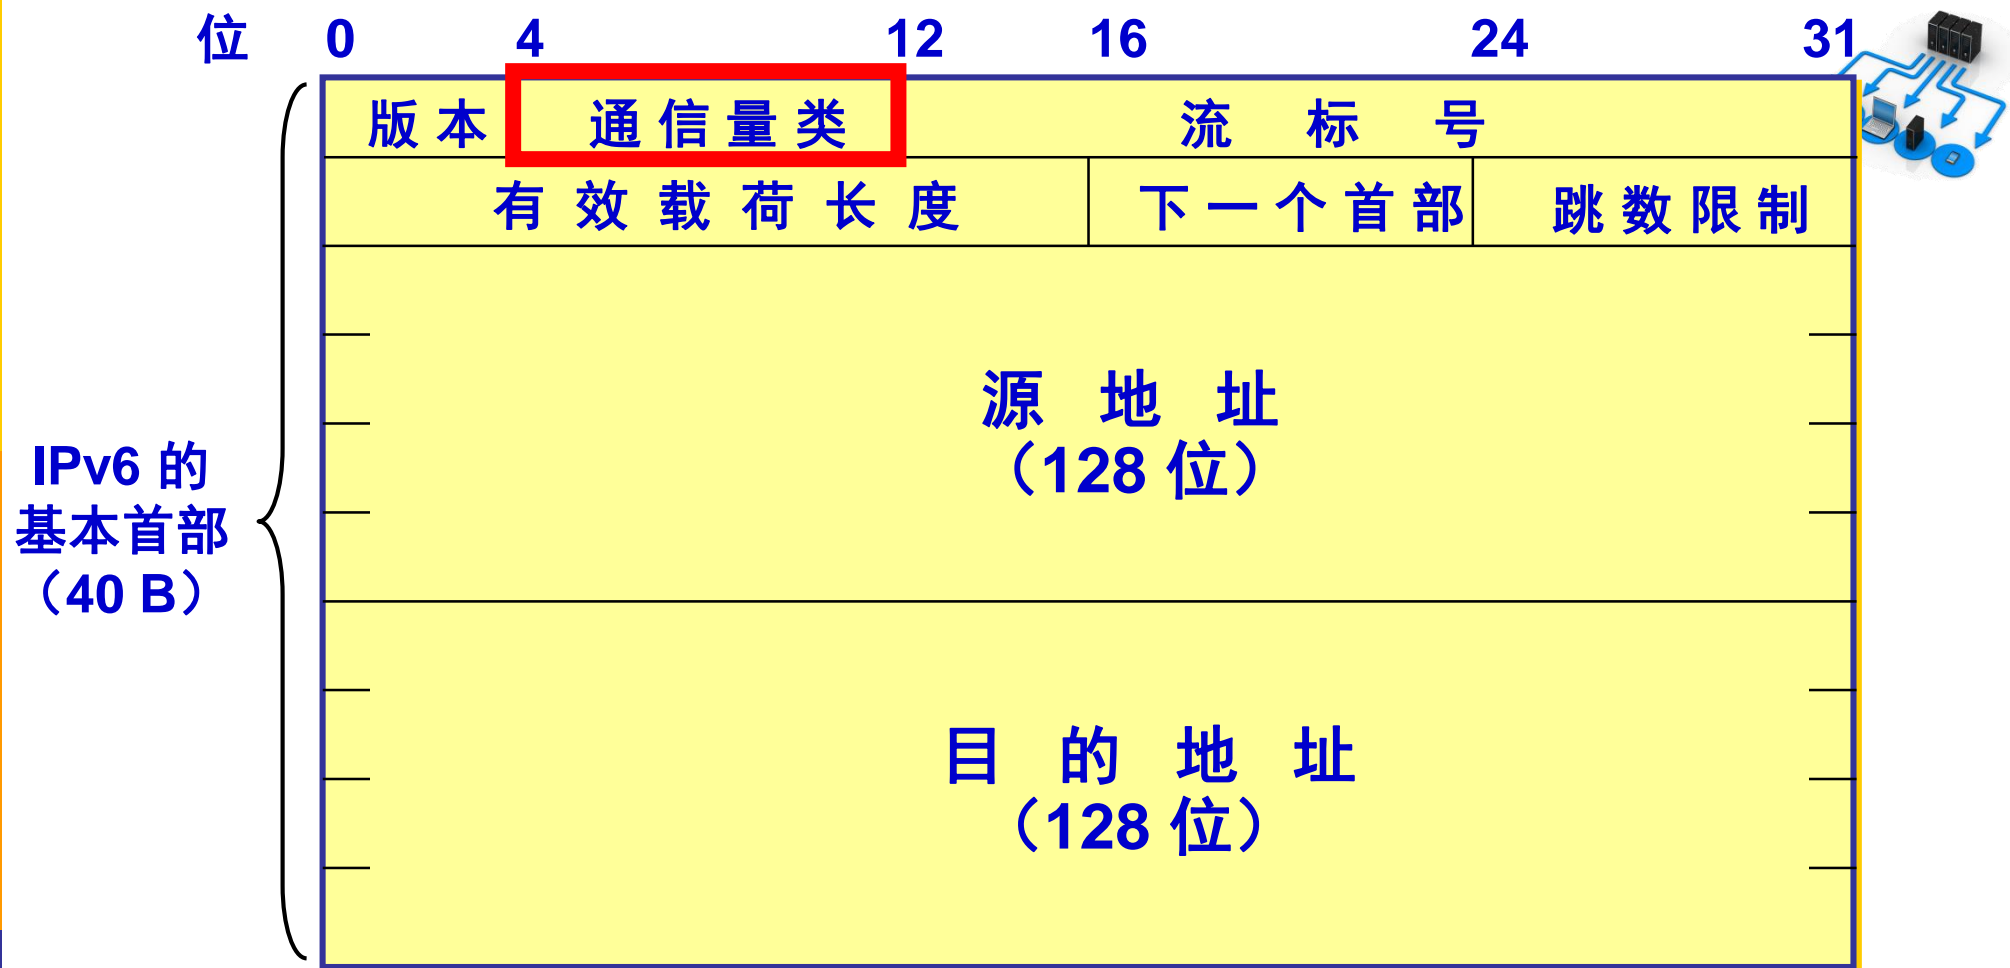 位 0 4 12 16 24 31
版本 通信量类 流标号
有效载荷长度 下一个首部 跳数限制
源地址
（128 位）
IPv6 的
基本首部
（40 B）
目的地址
（128 位）